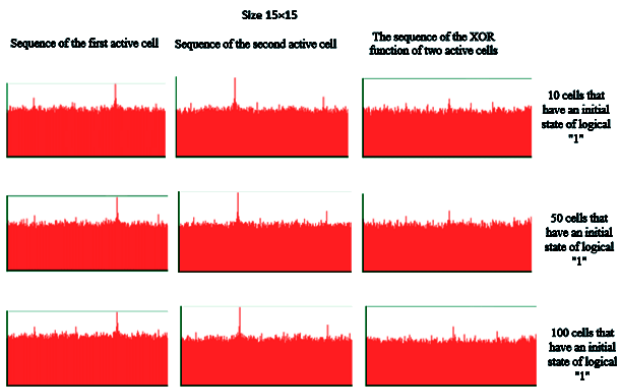 Size 15×15
Sequence of the first active cell
Sequence of the second active cell
The sequence of the XOR
function of two active cells
10 cells that
have an initial
state of logical
"1"
50 cells that
have an initial
state of logical
"1"
100 cells that
have an initial
state of logical
"1"